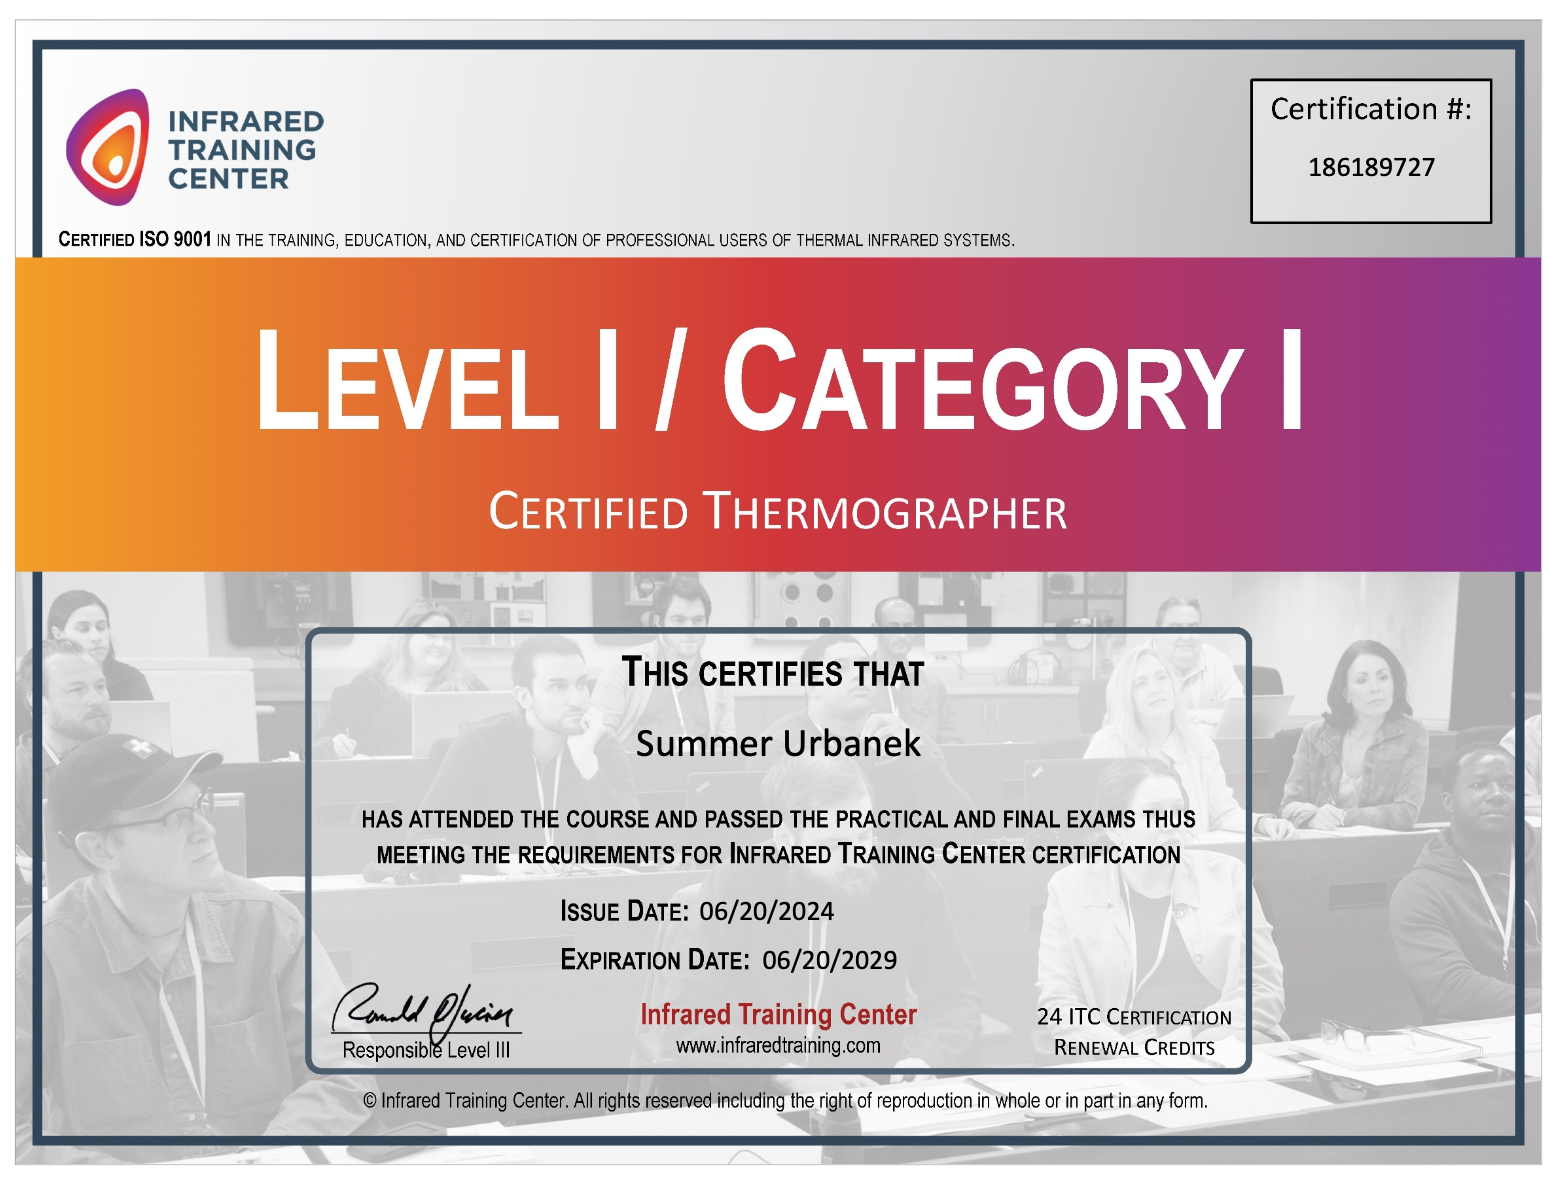 INFRARED
TRAINING
CENTER
Certification #:
186189727
CERTIFIED ISO 9001 IN THE TRAINING, EDUCATION, AND CERTIFICATION OF PROFESSIONAL USERS OF THERMAL INFRARED SYSTEMS.
LEVEL I / CATEGORY I
CERTIFIED THERMOGRAPHER
THIS CERTIFIES THAT
Summer Urbanek
HAS ATTENDED THE COURSE AND PASSED THE PRACTICAL AND FINAL EXAMS THUS
MEETING THE REQUIREMENTS FOR INFRARED TRAINING CENTER CERTIFICATION
ISSUE DATE: 06/20/2024
EXPIRATION DATE: 06/20/2029
Responsible Level III
Infrared Training Center
www.infraredtraining.com
24 ITC CERTIFICATION
RENEWAL CREDITS
© Infrared Training Center. All rights reserved including the right of reproduction in whole or in part in any form.